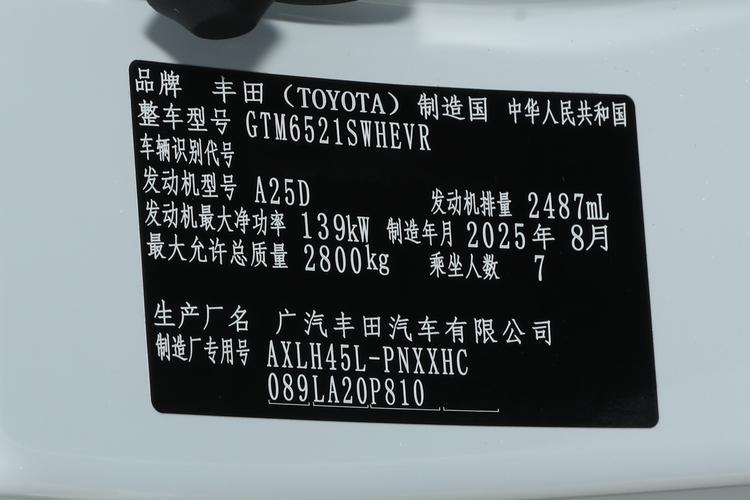 品牌 丰田（TOYOTA） 制造国 中华人民共和国
整车型号 GTM6521SWHEVR
车辆识别代号
发动机型号 A25D 发动机排量 2487mL
发动机最大净功率 139kW 制造年月 2025年 8月
最大允许总质量 2800kg 乘坐人数 7
生产厂名 广汽丰田汽车有限公司
制造厂专用号 AXLH45L-PNXXHC
089LA20P810